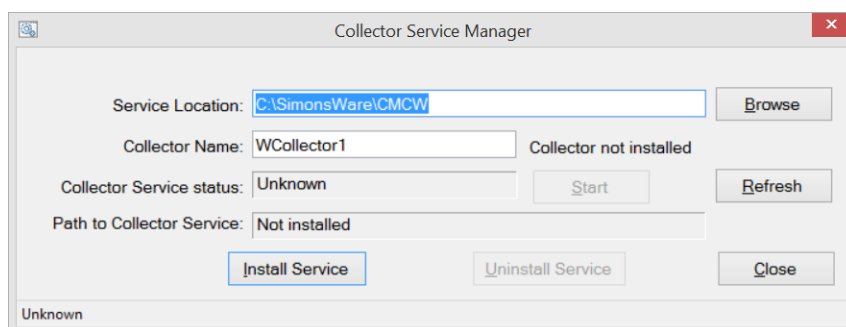 Collector Service Manager
Service Location: C:\SimonsWare\CMCW Browse
Collector Name: WCollector1 Collector not installed
Collector Service status: Unknown Start Refresh
Path to Collector Service: Not installed
Install Service Uninstall Service Close
Unknown